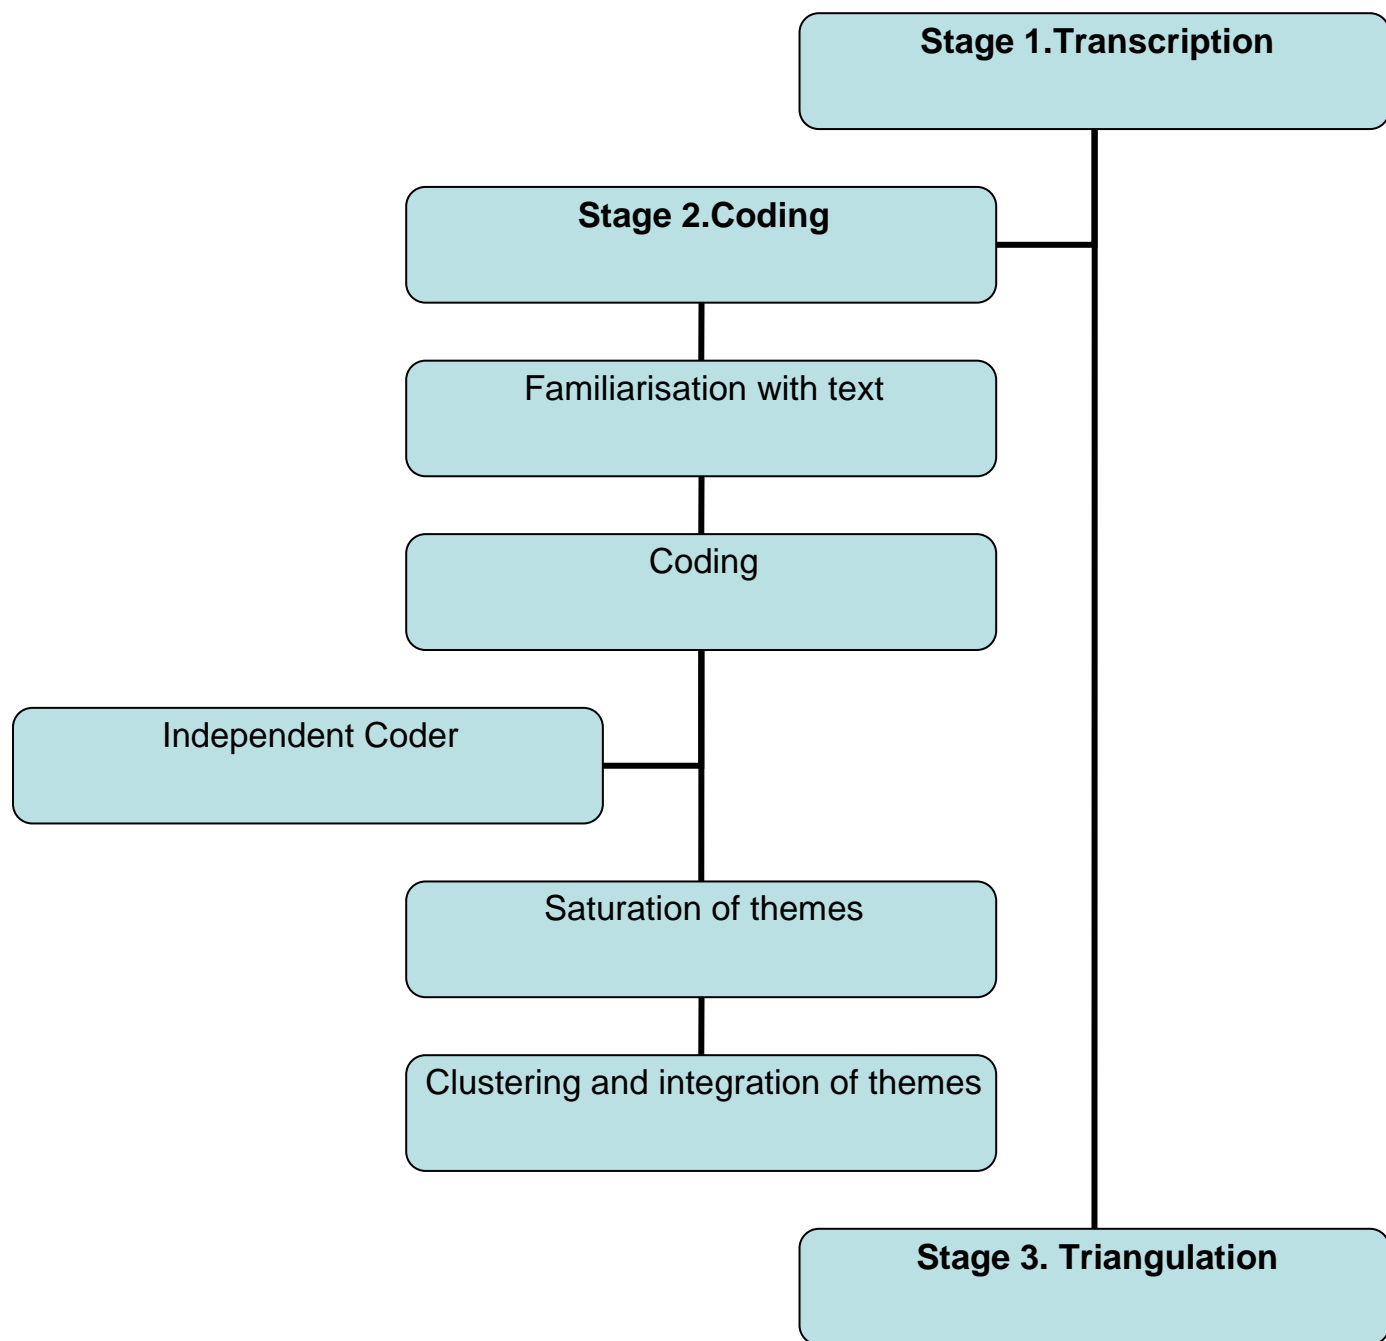 Stage 1.Transcription
Stage 2.Coding
Familiarisation with text
Coding
Independent Coder
Saturation of themes
Clustering and integration of themes
Stage 3. Triangulation